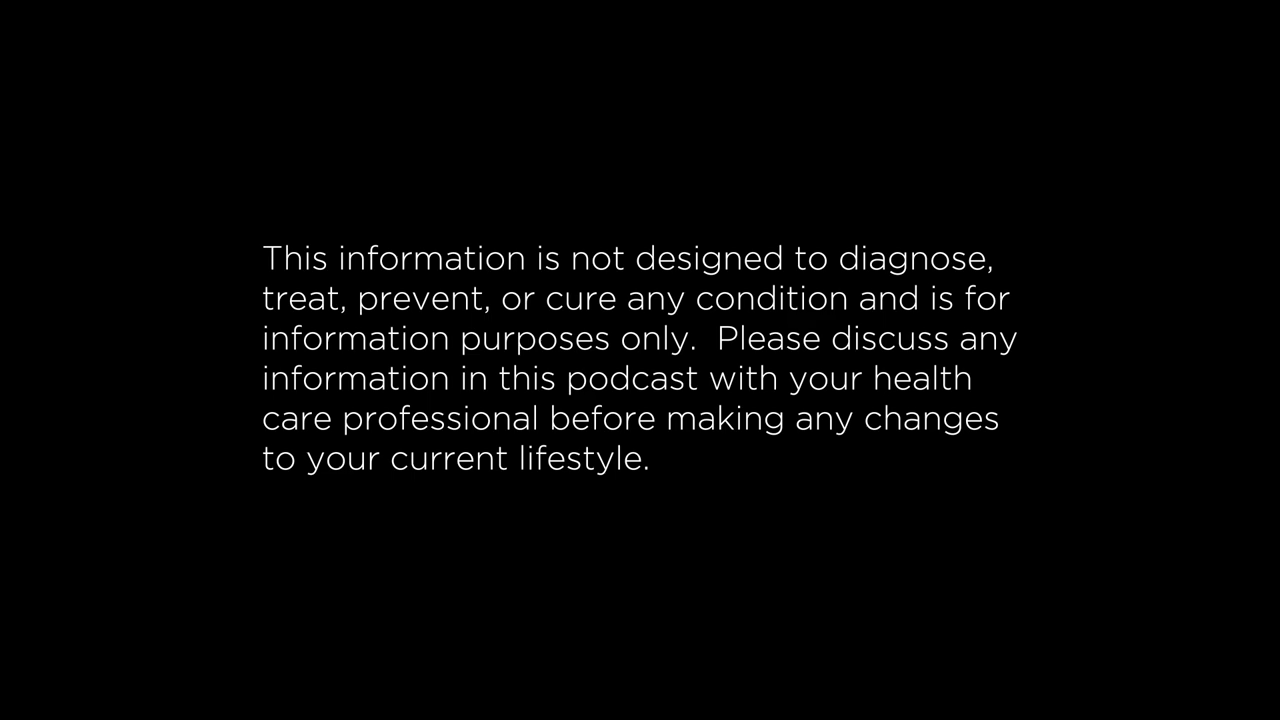 This information is not designed to diagnose,
treat, prevent, or cure any condition and is for
information purposes only.  Please discuss any
information in this podcast with your health
care professional before making any changes
to your current lifestyle.